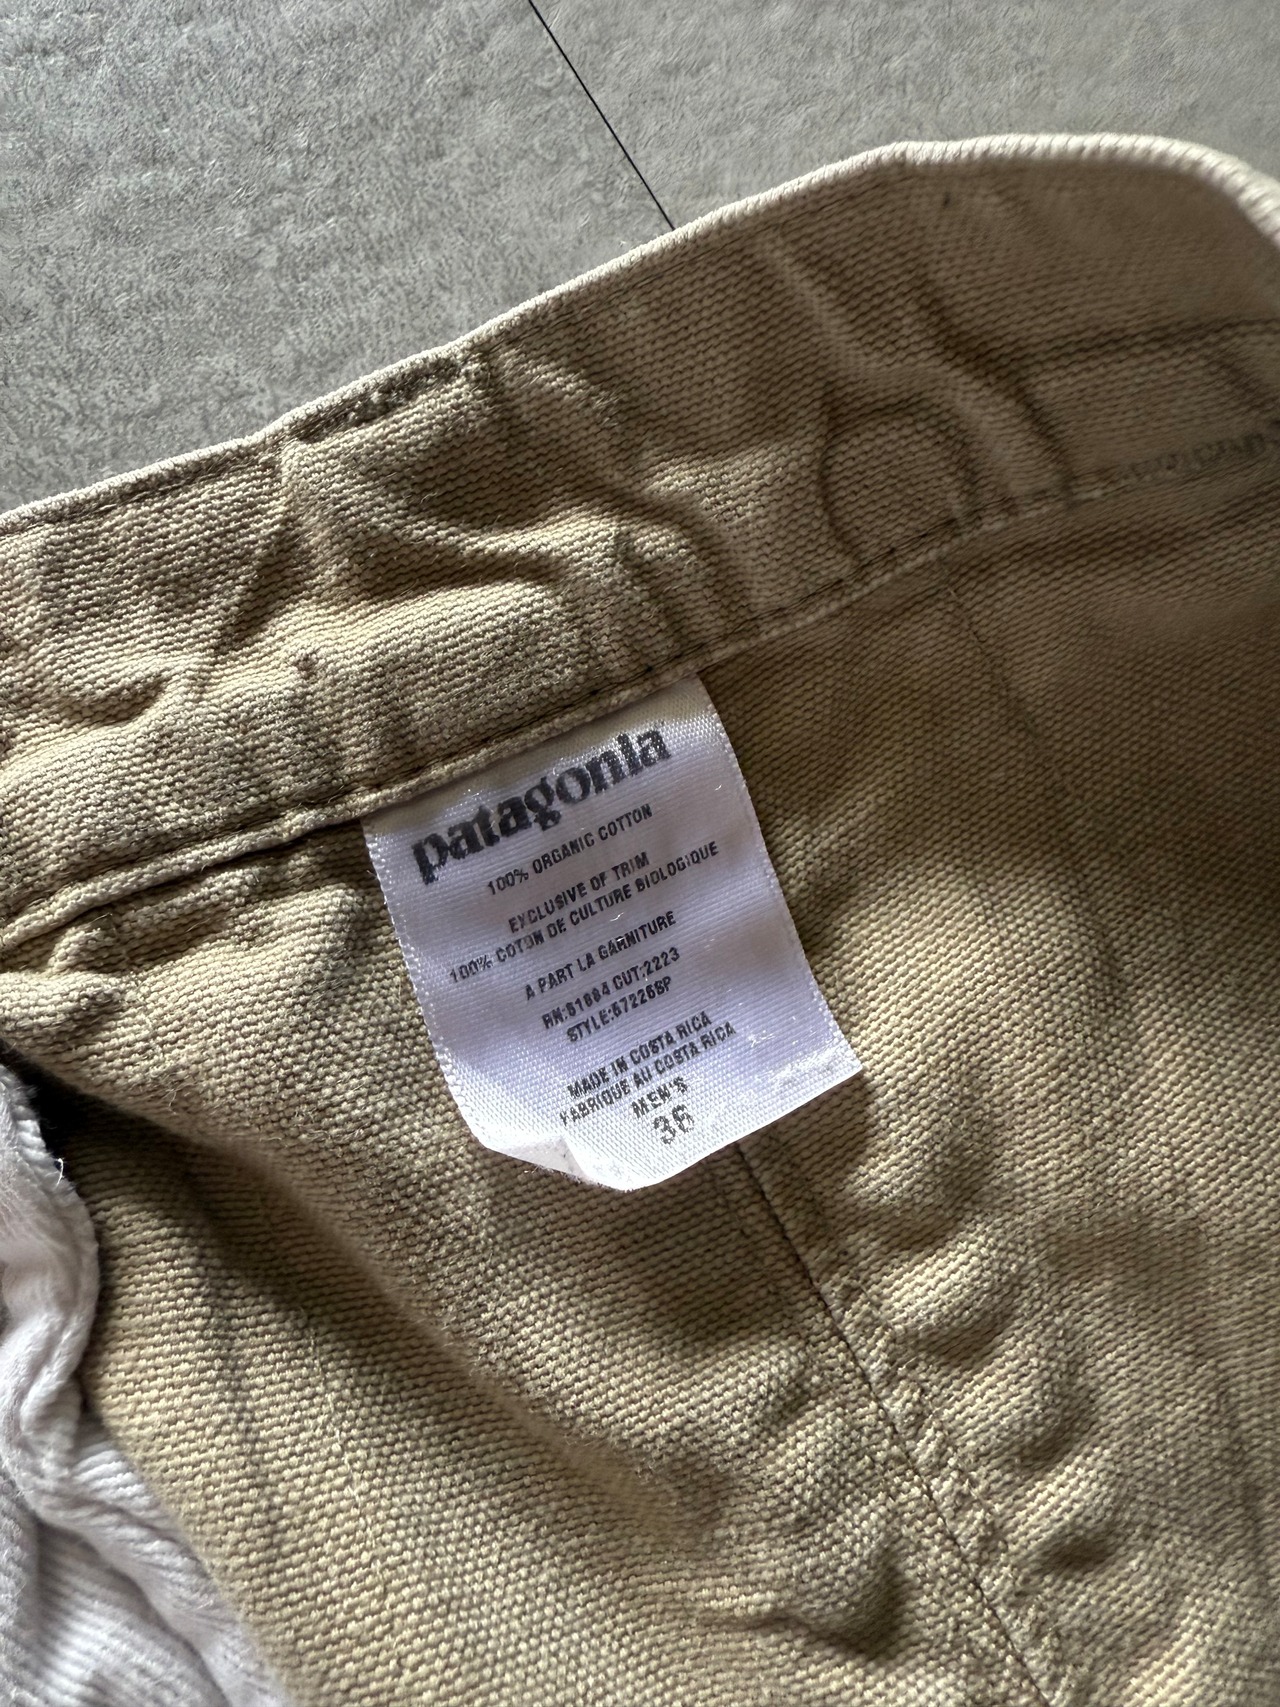 patagonia
100% ORGANIC COTTON
EXCLUSIVE OF TRIM
100% COTON DE CULTURE BIOLOGIQUE
A PART LA GARNITURE
RN:51884 CUT:2223
STYLE:57226SP
MADE IN COSTA RICA
FABRIQUE AU COSTA RICA
MEN'S
36